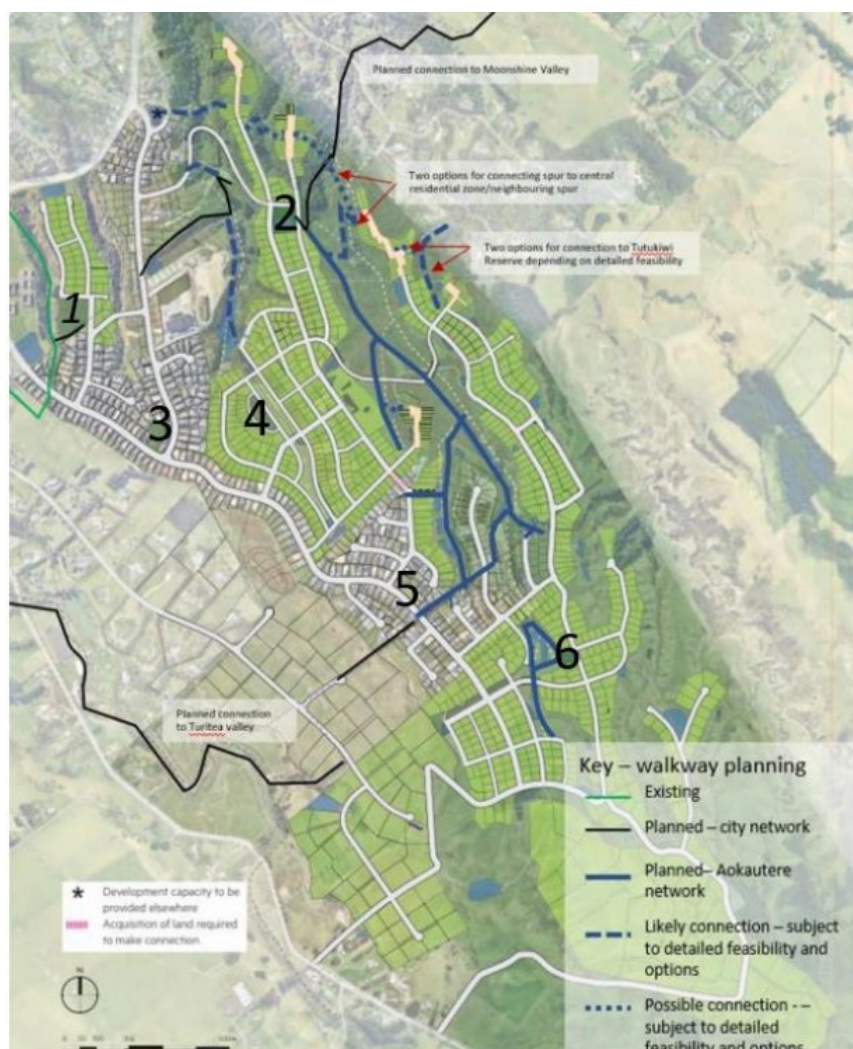 Planned connection to Moonshine Valley
Two options for connecting spur to central
residential zone/neighbouring spur
Two options for connection to Tutukiwi
Reserve depending on detailed feasibility
1
2
3
4
5
6
Planned connection
to Turitea valley
Key – walkway planning
Existing
Planned – city network
Planned– Aokautere
network
Likely connection – subject
to detailed feasibility and
options
Possible connection -–
subject to detailed
feasibility and options
* Development capacity to be
provided elsewhere
Acquisition of land required
to make connection
N